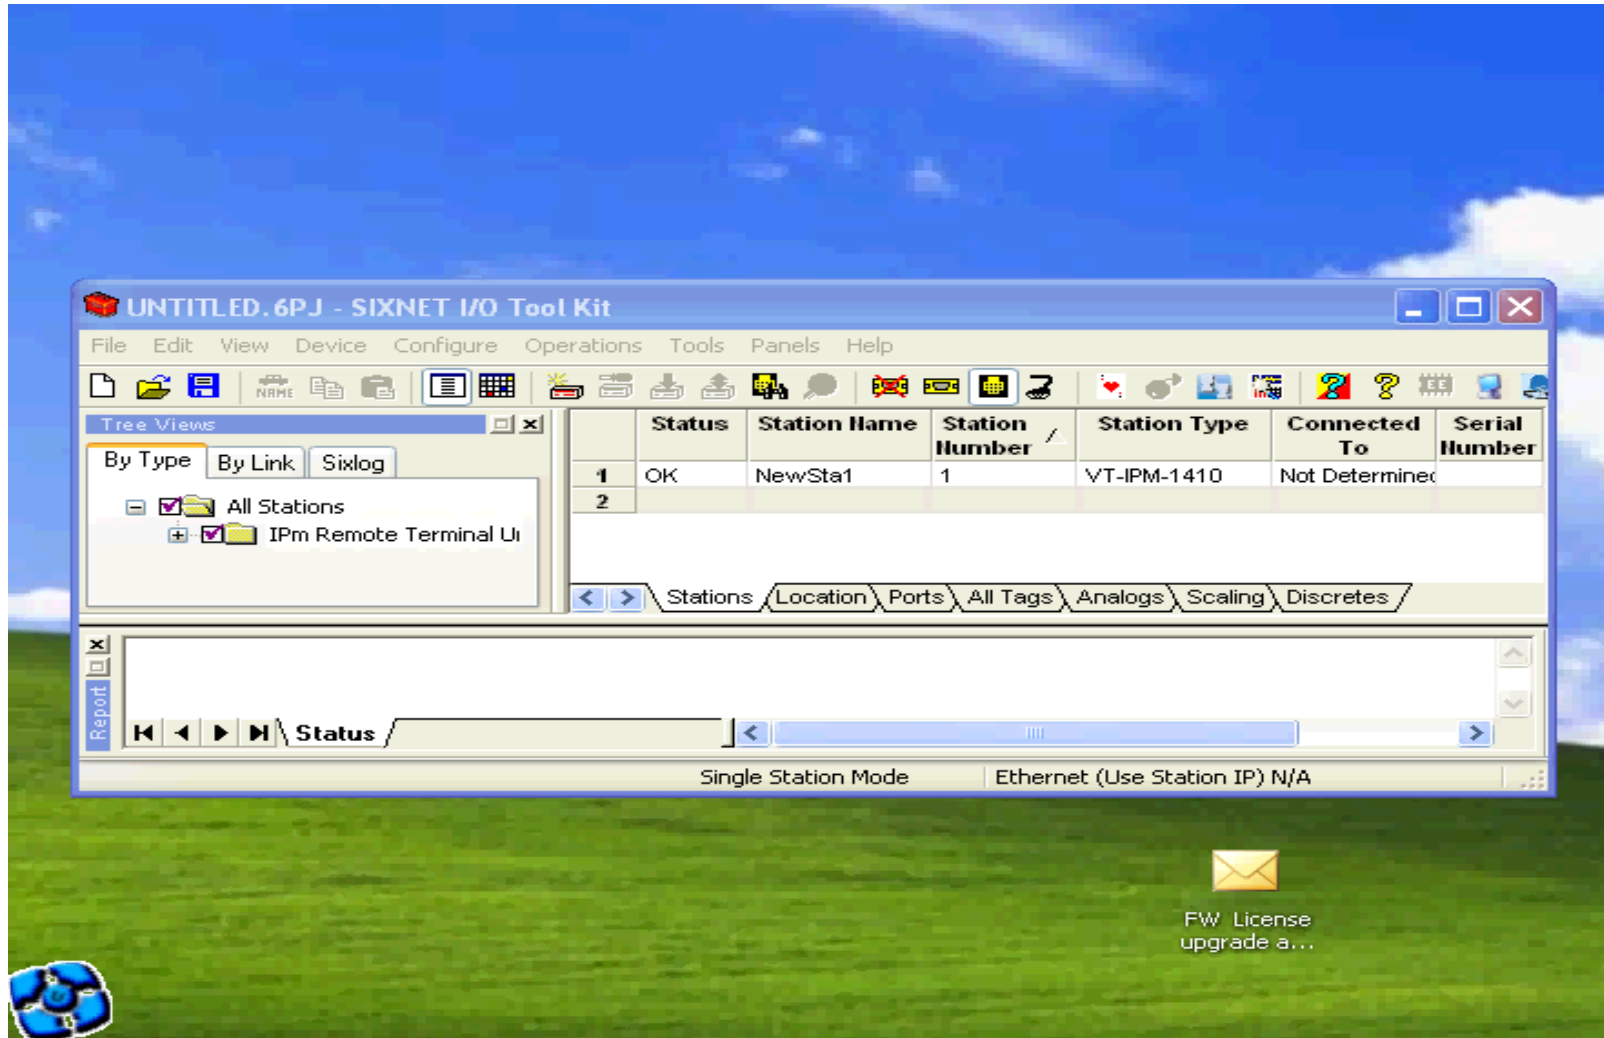 UNTITLED.6PJ - SIXNET I/O Tool Kit
File Edit View Device Configure Operations Tools Panels Help
NAME
Tree Views
By Type By Link Sixlog
All Stations
IPm Remote Terminal
Status Station Name Station Number Station Type Connected To Serial Number
1 OK NewSta1 1 VT-IPM-1410 Not Determined
2
Stations Location Ports All Tags Analogs Scaling Discretes
Report
Status
Single Station Mode Ethernet (Use Station IP) N/A
FW License
upgrade a...